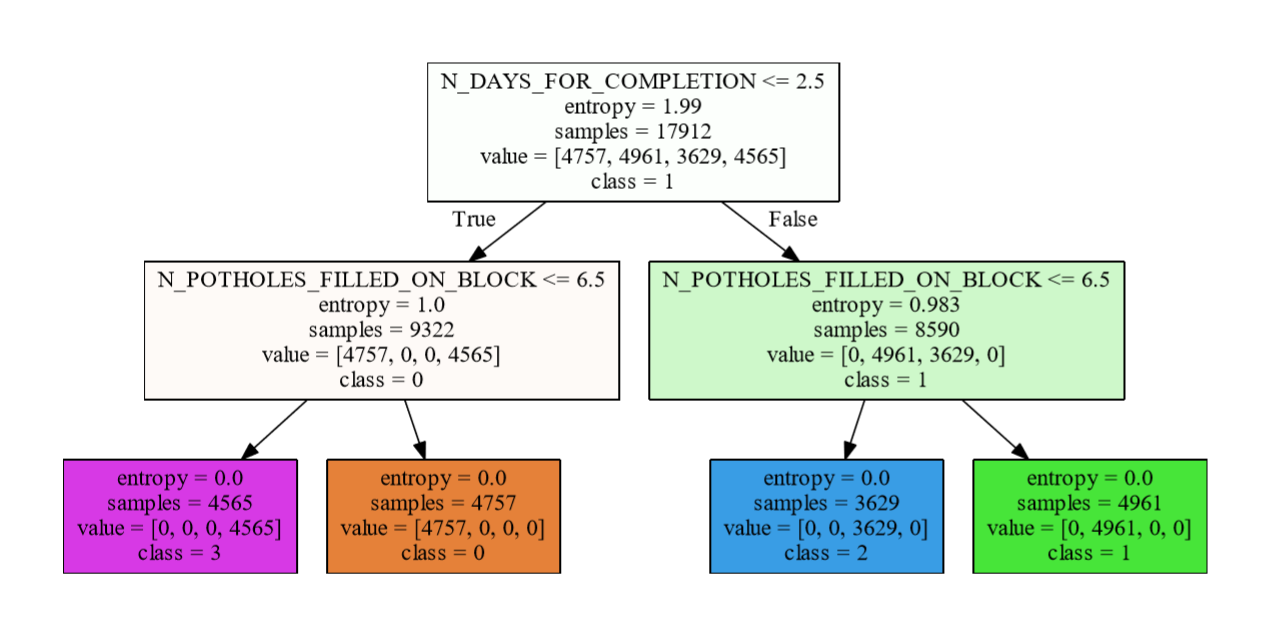 N_DAYS_FOR_COMPLETION <= 2.5
entropy = 1.99
samples = 17912
value = [4757, 4961, 3629, 4565]
class = 1
True
False
N_POTHOLES_FILLED_ON_BLOCK <= 6.5
entropy = 1.0
samples = 9322
value = [4757, 0, 0, 4565]
class = 0
N_POTHOLES_FILLED_ON_BLOCK <= 6.5
entropy = 0.983
samples = 8590
value = [0, 4961, 3629, 0]
class = 1
entropy = 0.0
samples = 4565
value = [0, 0, 0, 4565]
class = 3
entropy = 0.0
samples = 4757
value = [4757, 0, 0, 0]
class = 0
entropy = 0.0
samples = 3629
value = [0, 0, 3629, 0]
class = 2
entropy = 0.0
samples = 4961
value = [0, 4961, 0, 0]
class = 1